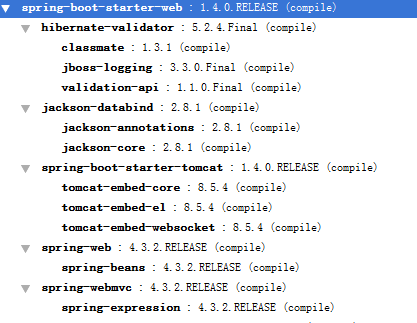 spring-boot-starter-web : 1.4.0.RELEASE (compile)
hibernate-validator : 5.2.4.Final (compile)
classmate : 1.3.1 (compile)
jboss-logging : 3.3.0.Final (compile)
validation-api : 1.1.0.Final (compile)
jackson-databind : 2.8.1 (compile)
jackson-annotations : 2.8.1 (compile)
jackson-core : 2.8.1 (compile)
spring-boot-starter-tomcat : 1.4.0.RELEASE (compile)
tomcat-embed-core : 8.5.4 (compile)
tomcat-embed-el : 8.5.4 (compile)
tomcat-embed-websocket : 8.5.4 (compile)
spring-web : 4.3.2.RELEASE (compile)
spring-beans : 4.3.2.RELEASE (compile)
spring-webmvc : 4.3.2.RELEASE (compile)
spring-expression : 4.3.2.RELEASE (compile)